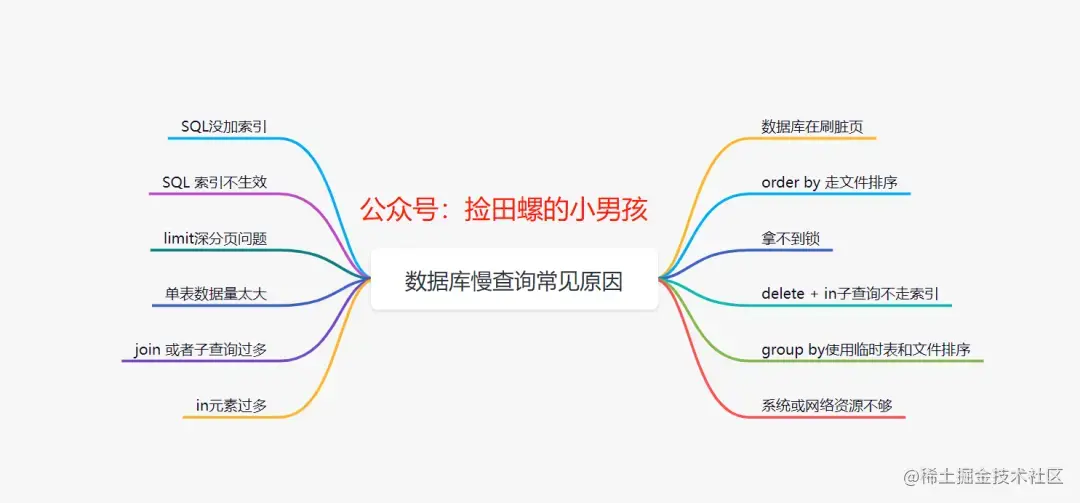 公众号：捡田螺的小男孩
数据库慢查询常见原因
SQL没加索引
SQL 索引不生效
limit深分页问题
单表数据量太大
join 或者子查询过多
in元素过多
数据库在刷脏页
order by 走文件排序
拿不到锁
delete + in子查询不走索引
group by使用临时表和文件排序
系统或网络资源不够
@稀土掘金技术社区